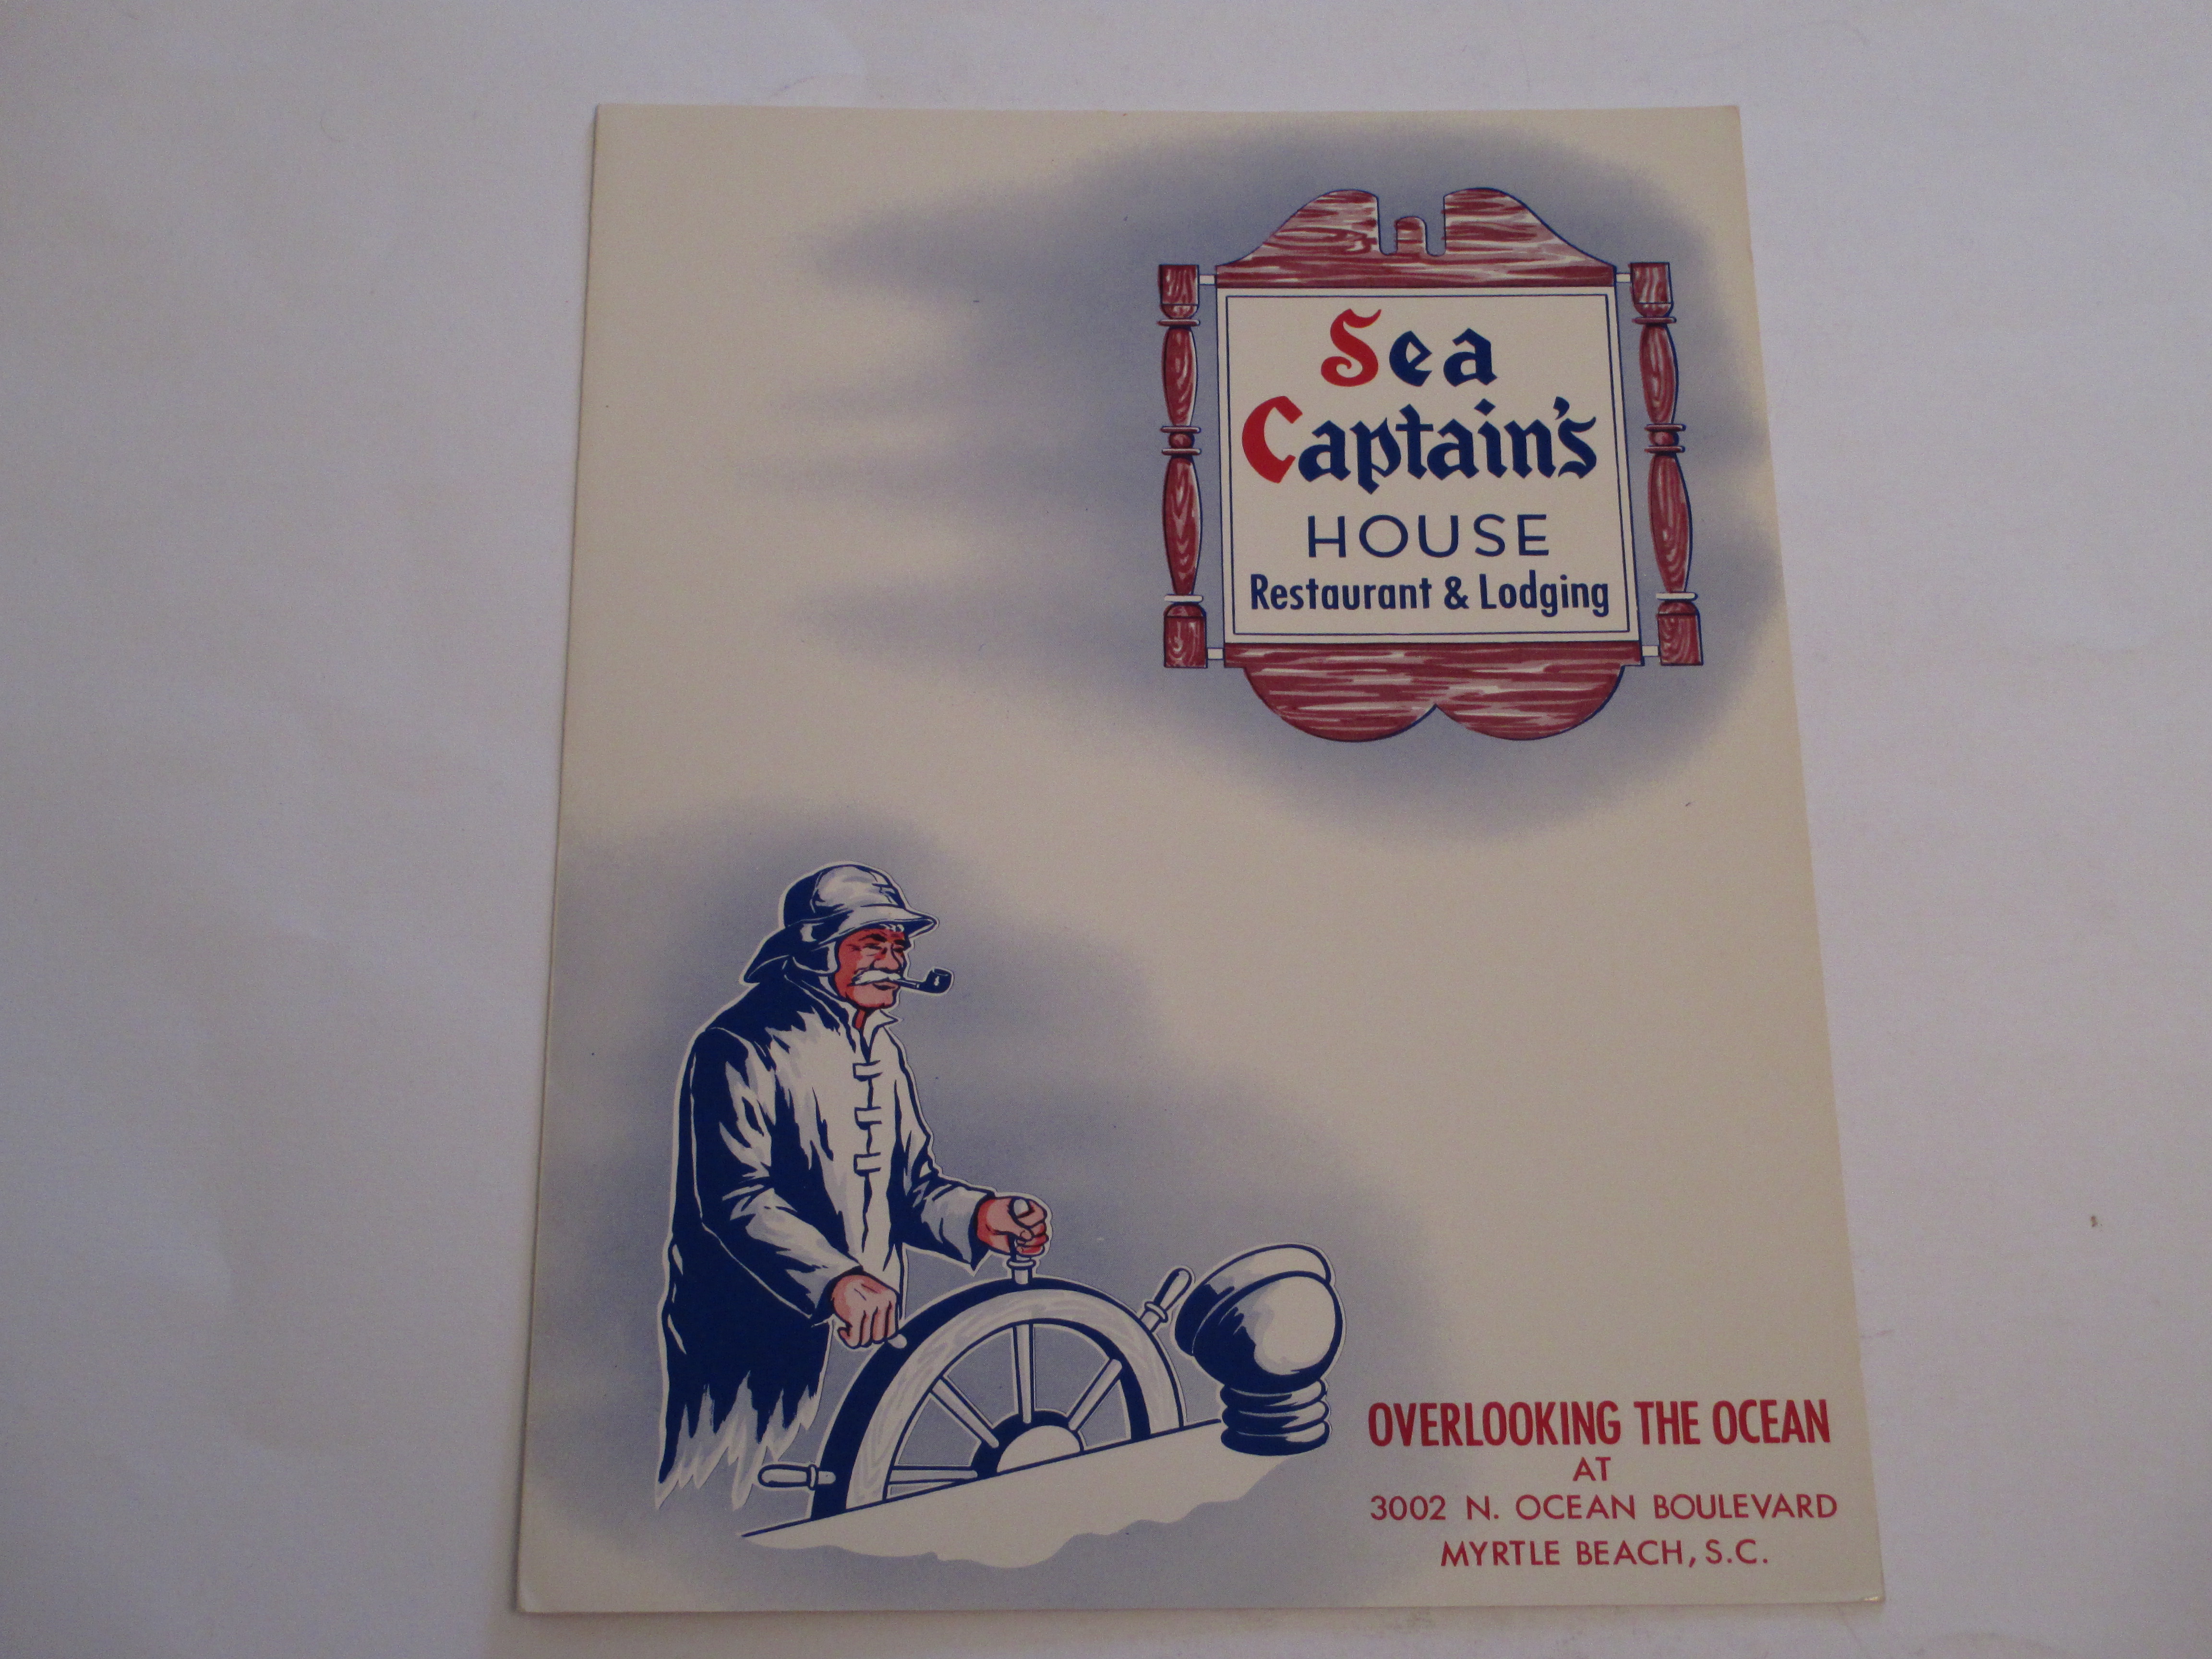 Sea
Captain's
HOUSE
Restaurant & Lodging
OVERLOOKING THE OCEAN
AT
3002 N. OCEAN BOULEVARD
MYRTLE BEACH, S.C.